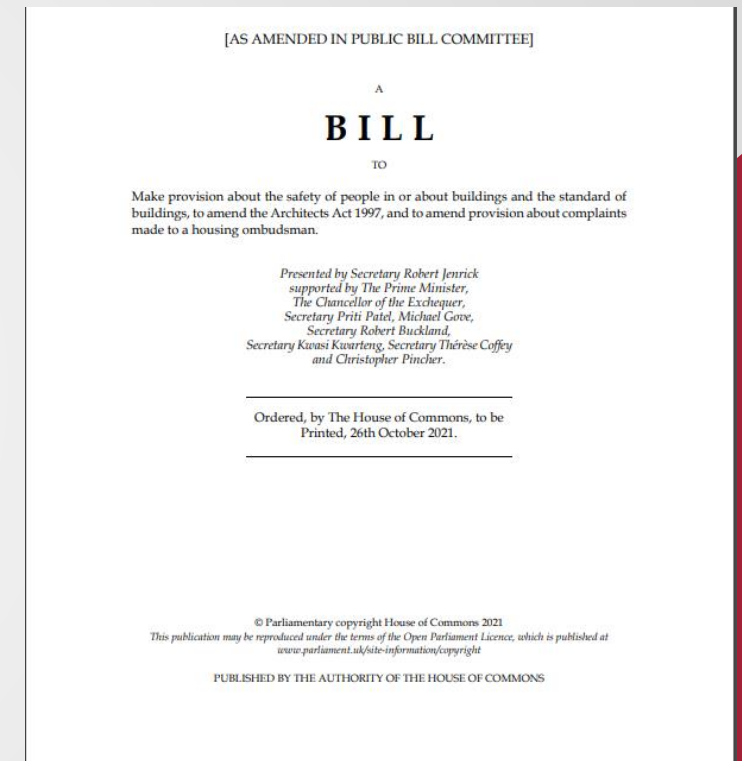 [AS AMENDED IN PUBLIC BILL COMMITTEE]
A
BILL
TO
Make provision about the safety of people in or about buildings and the standard of
buildings, to amend the Architects Act 1997, and to amend provision about complaints
made to a housing ombudsman.
Presented by Secretary Robert Jenrick
supported by The Prime Minister,
The Chancellor of the Exchequer,
Secretary Priti Patel, Michael Gove,
Secretary Robert Buckland,
Secretary Kwasi Kwarteng, Secretary Thérèse Coffey
and Christopher Pincher.
Ordered, by The House of Commons, to be
Printed, 26th October 2021.
© Parliamentary copyright House of Commons 2021
This publication may be reproduced under the terms of the Open Parliament Licence, which is published at
www.parliament.uk/site-information/copyright
PUBLISHED BY THE AUTHORITY OF THE HOUSE OF COMMONS